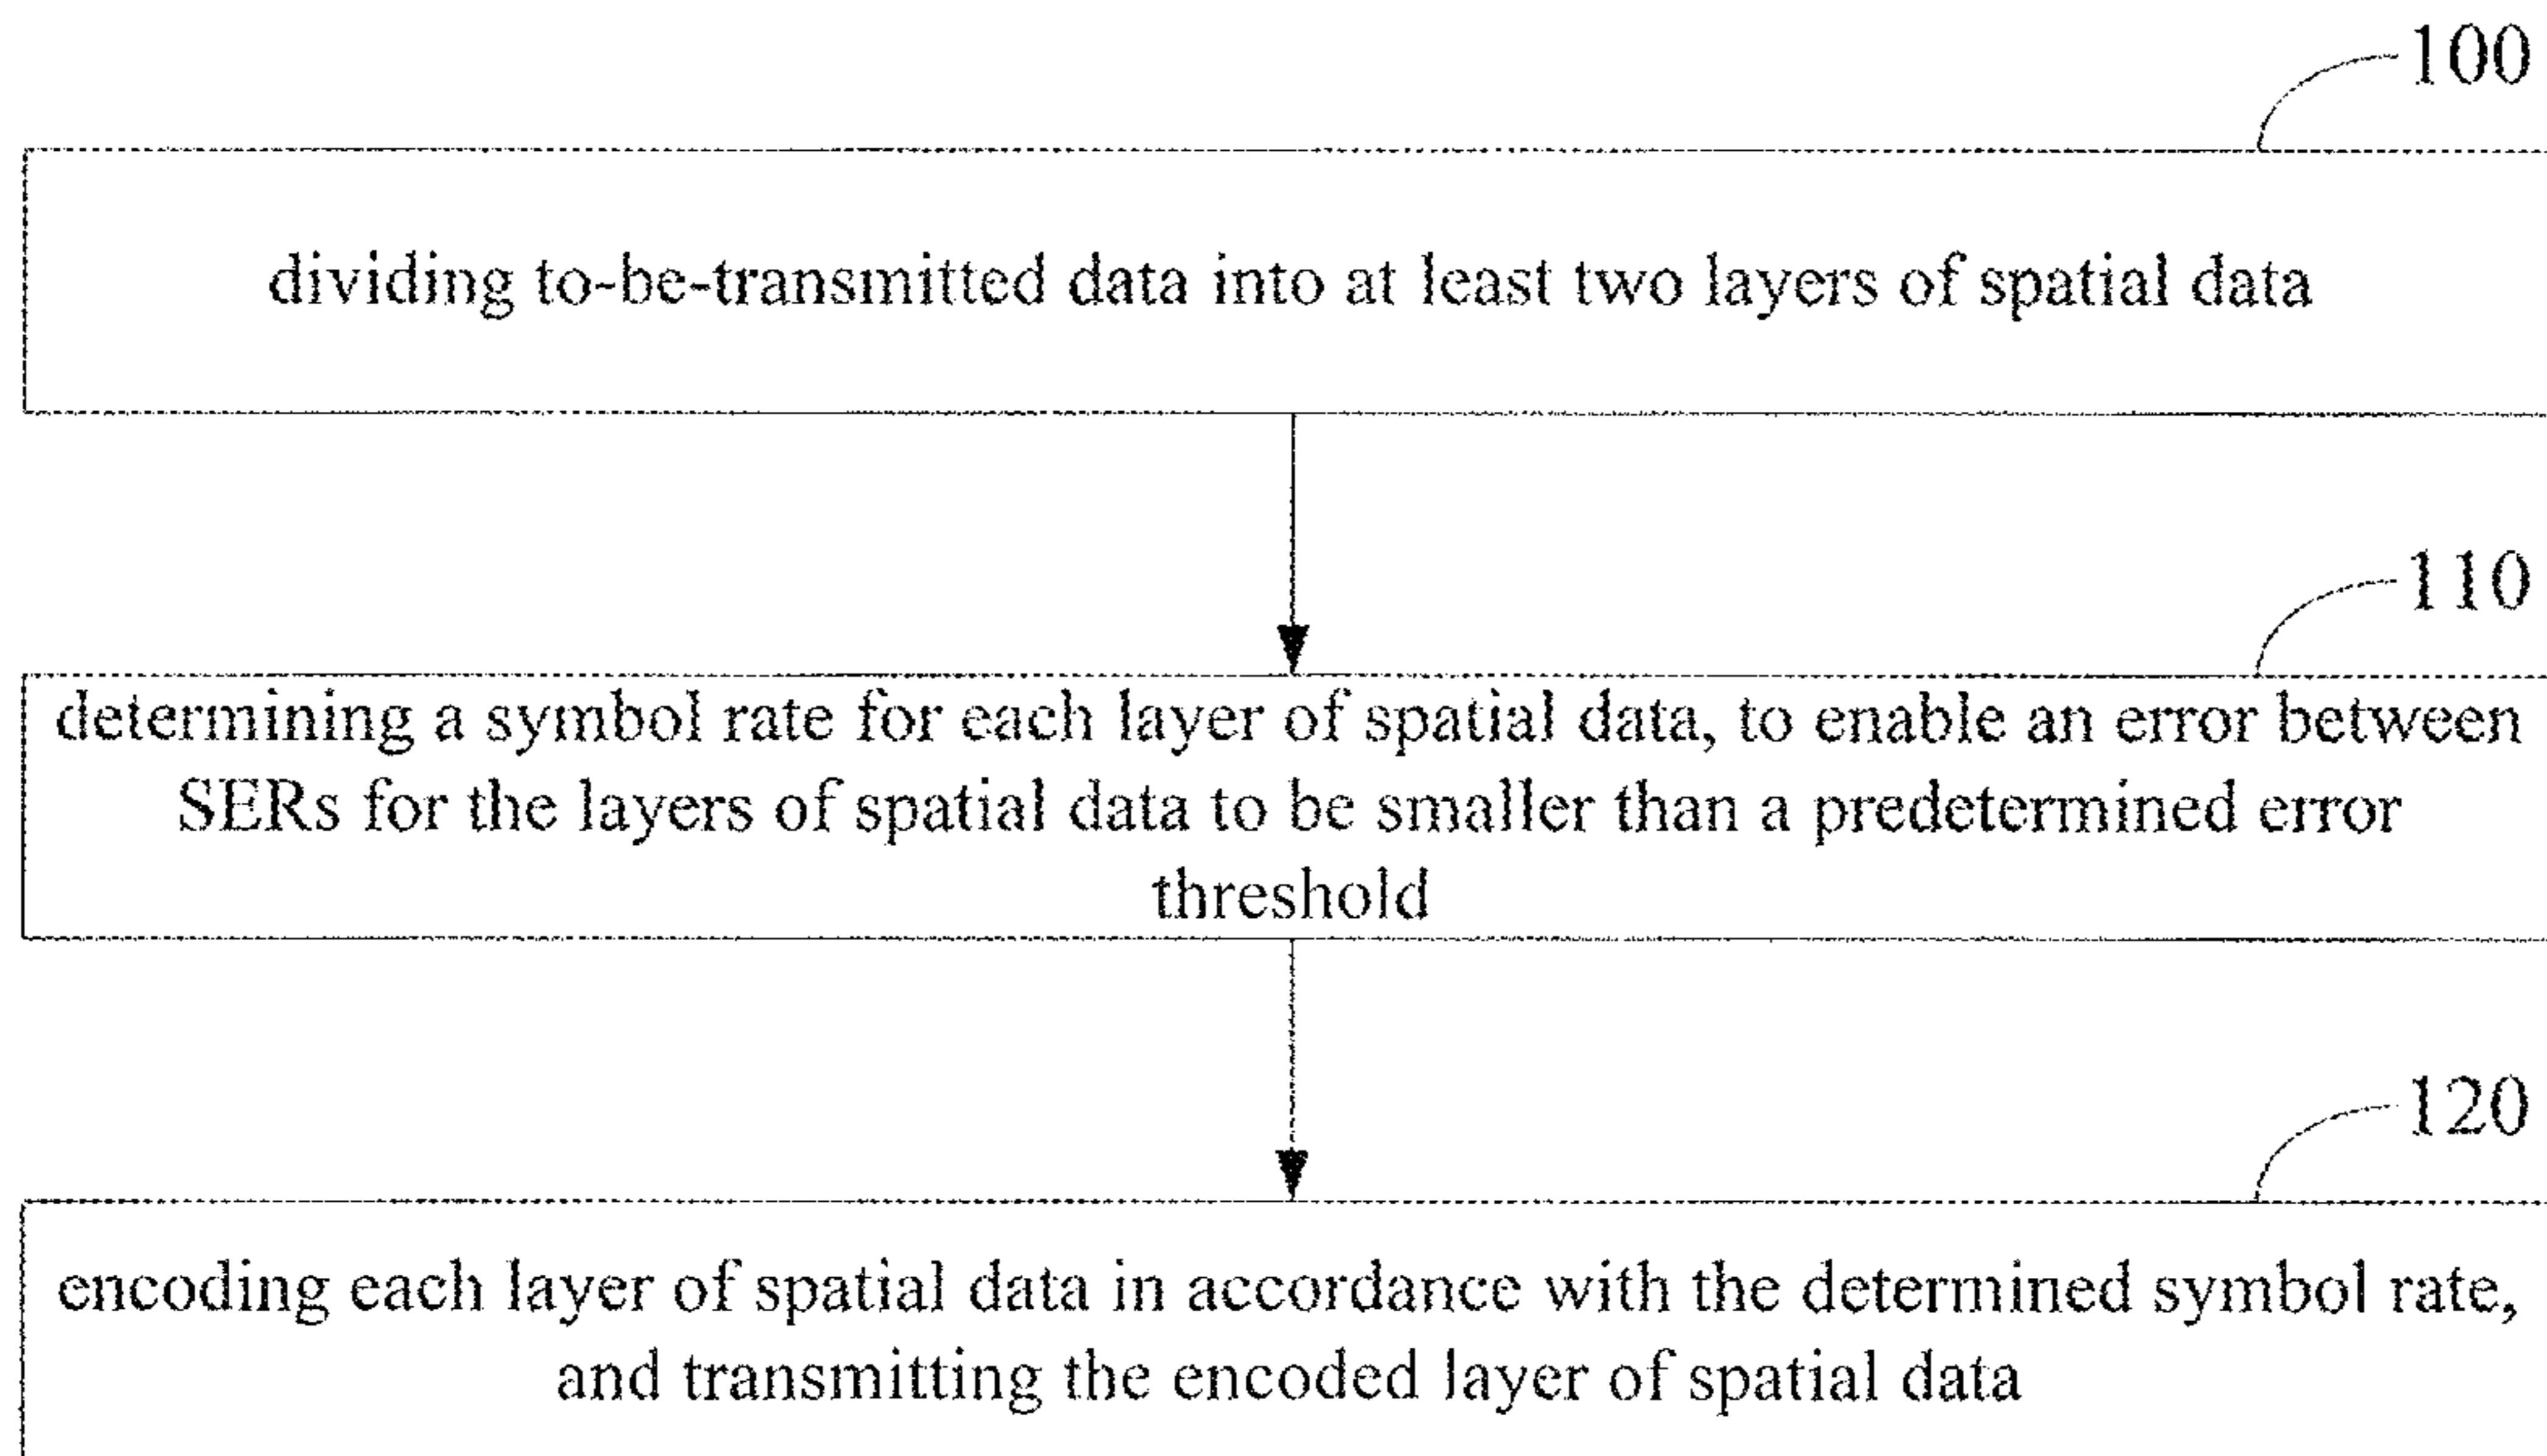 100
dividing to-be-transmitted data into at least two layers of spatial data
110
determining a symbol rate for each layer of spatial data, to enable an error between
SERs for the layers of spatial data to be smaller than a predetermined error
threshold
120
encoding each layer of spatial data in accordance with the determined symbol rate,
and transmitting the encoded layer of spatial data